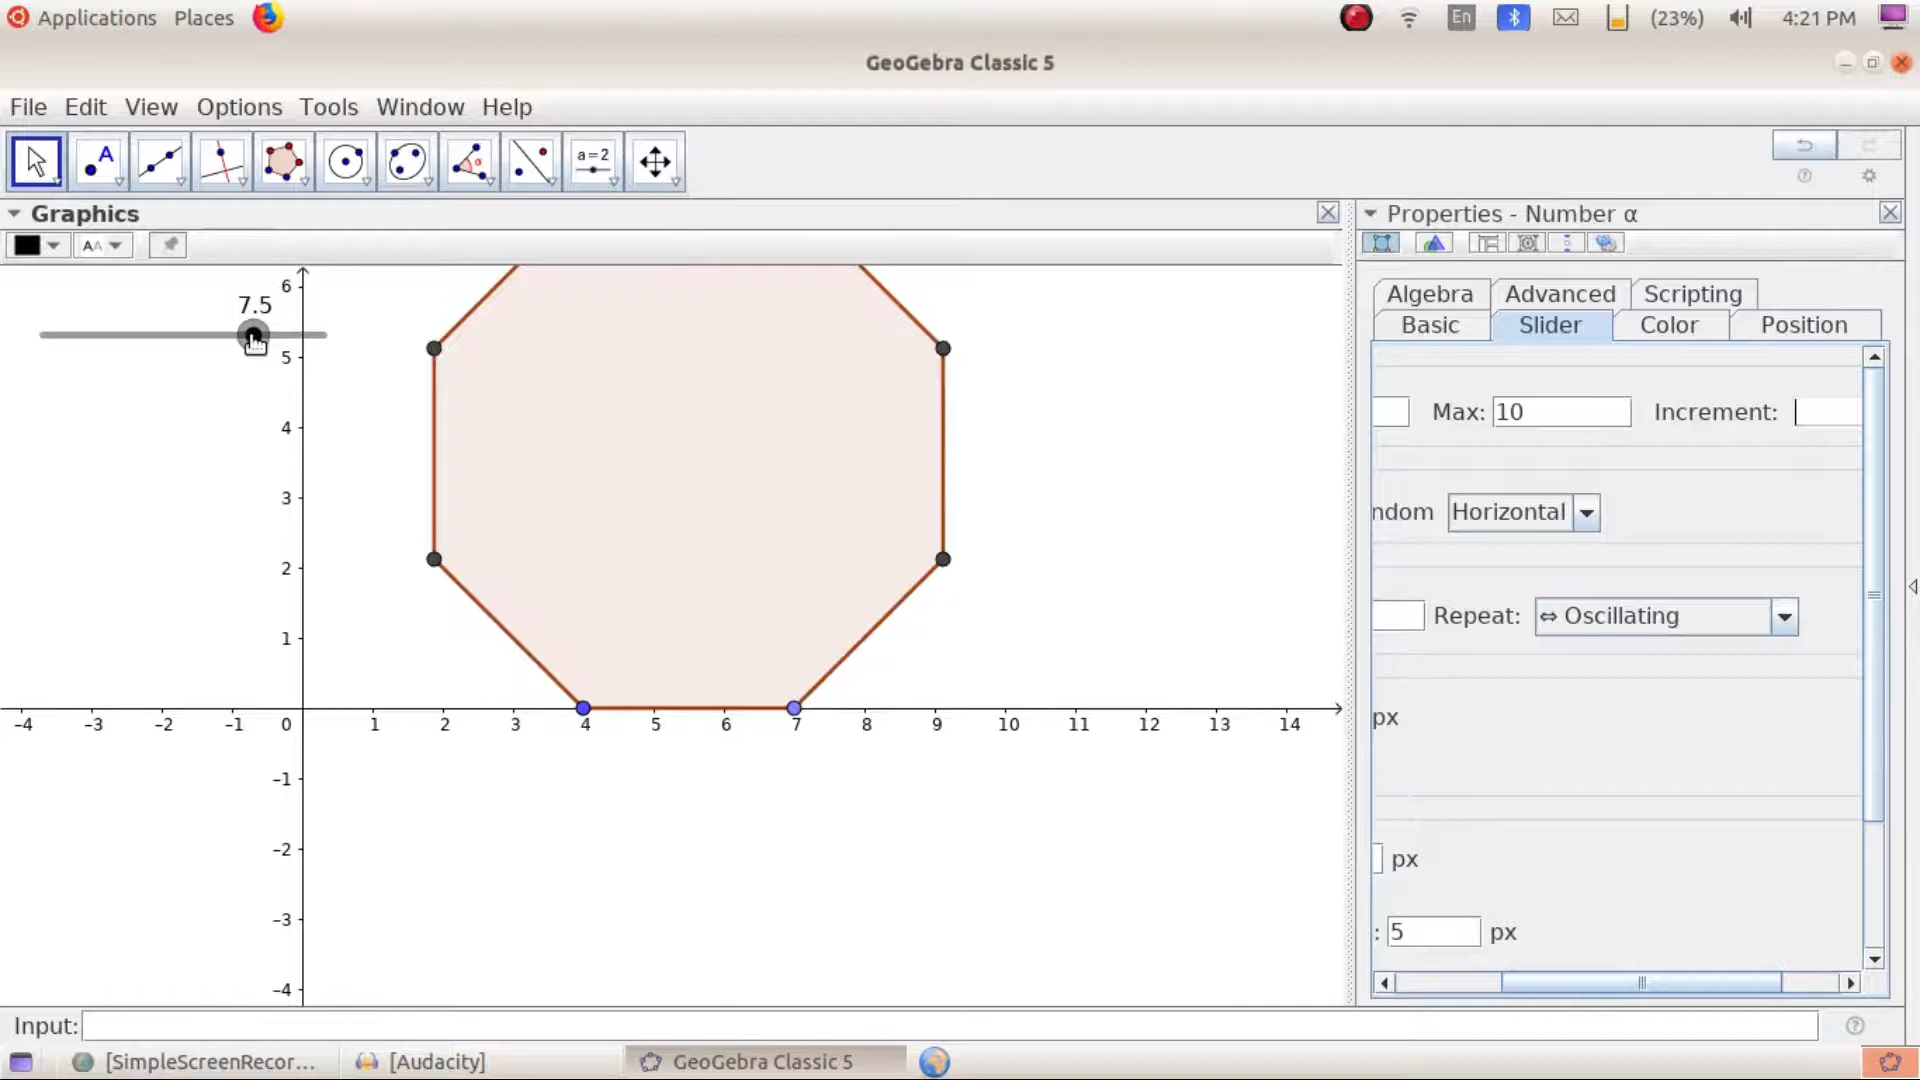 Applications Places En (23%) 4:21 PM
GeoGebra Classic 5
File Edit View Options Tools Window Help
A α a=2
Graphics Properties - Number α
AA
Algebra Advanced Scripting
Basic Slider Color Position
7.5
Max: 10 Increment:
ndom Horizontal
Repeat: ⇔ Oscillating
px
px
: 5 px
6
5
4
3
2
1
–4 –3 –2 –1 0 1 2 3 4 5 6 7 8 9 10 11 12 13 14
–1
–2
–3
–4
Input:
[SimpleScreenRecor... [Audacity] GeoGebra Classic 5